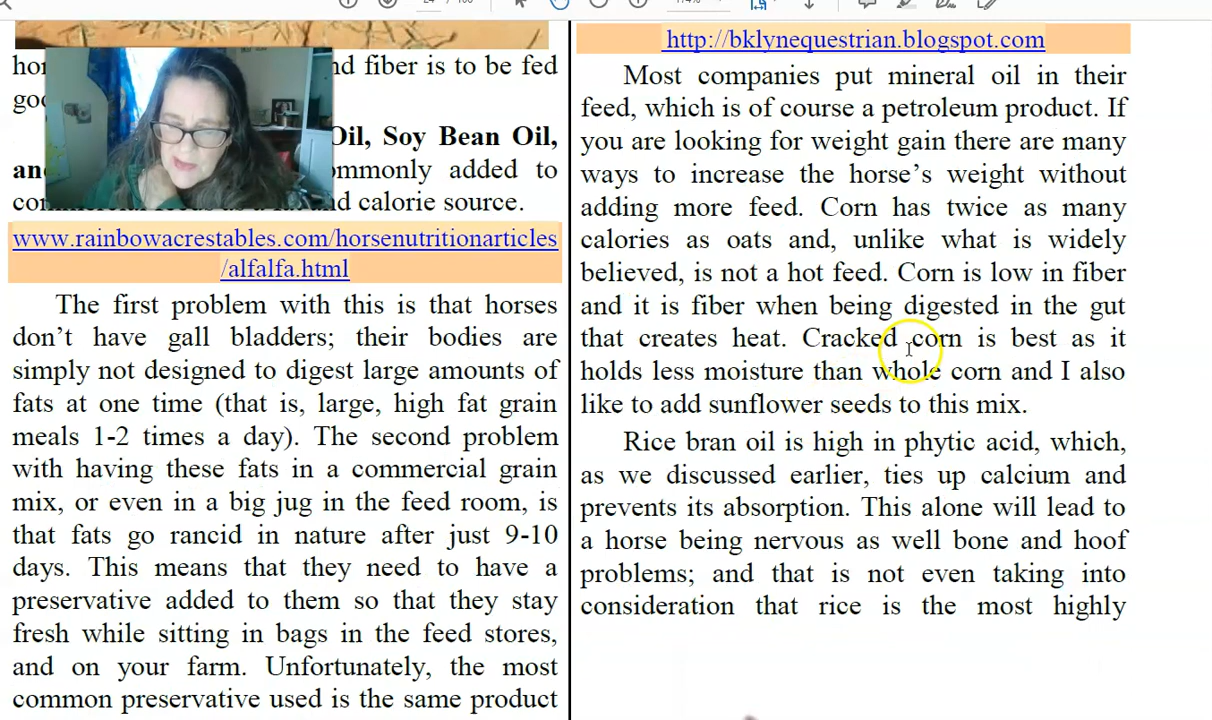 24 / 100
174%
hor
nd fiber is to be fed
goo
Oil, Soy Bean Oil,
an
ommonly added to
nd calorie source.
www.rainbowacrestables.com/horsenutritionarticles
/alfalfa.html
The first problem with this is that horses
don’t have gall bladders; their bodies are
simply not designed to digest large amounts of
fats at one time (that is, large, high fat grain
meals 1-2 times a day). The second problem
with having these fats in a commercial grain
mix, or even in a big jug in the feed room, is
that fats go rancid in nature after just 9-10
days. This means that they need to have a
preservative added to them so that they stay
fresh while sitting in bags in the feed stores,
and on your farm. Unfortunately, the most
common preservative used is the same product
http://bklynequestrian.blogspot.com
Most companies put mineral oil in their
feed, which is of course a petroleum product. If
you are looking for weight gain there are many
ways to increase the horse’s weight without
adding more feed. Corn has twice as many
calories as oats and, unlike what is widely
believed, is not a hot feed. Corn is low in fiber
and it is fiber when being digested in the gut
that creates heat. Cracked corn is best as it
holds less moisture than whole corn and I also
like to add sunflower seeds to this mix.
Rice bran oil is high in phytic acid, which,
as we discussed earlier, ties up calcium and
prevents its absorption. This alone will lead to
a horse being nervous as well bone and hoof
problems; and that is not even taking into
consideration that rice is the most highly